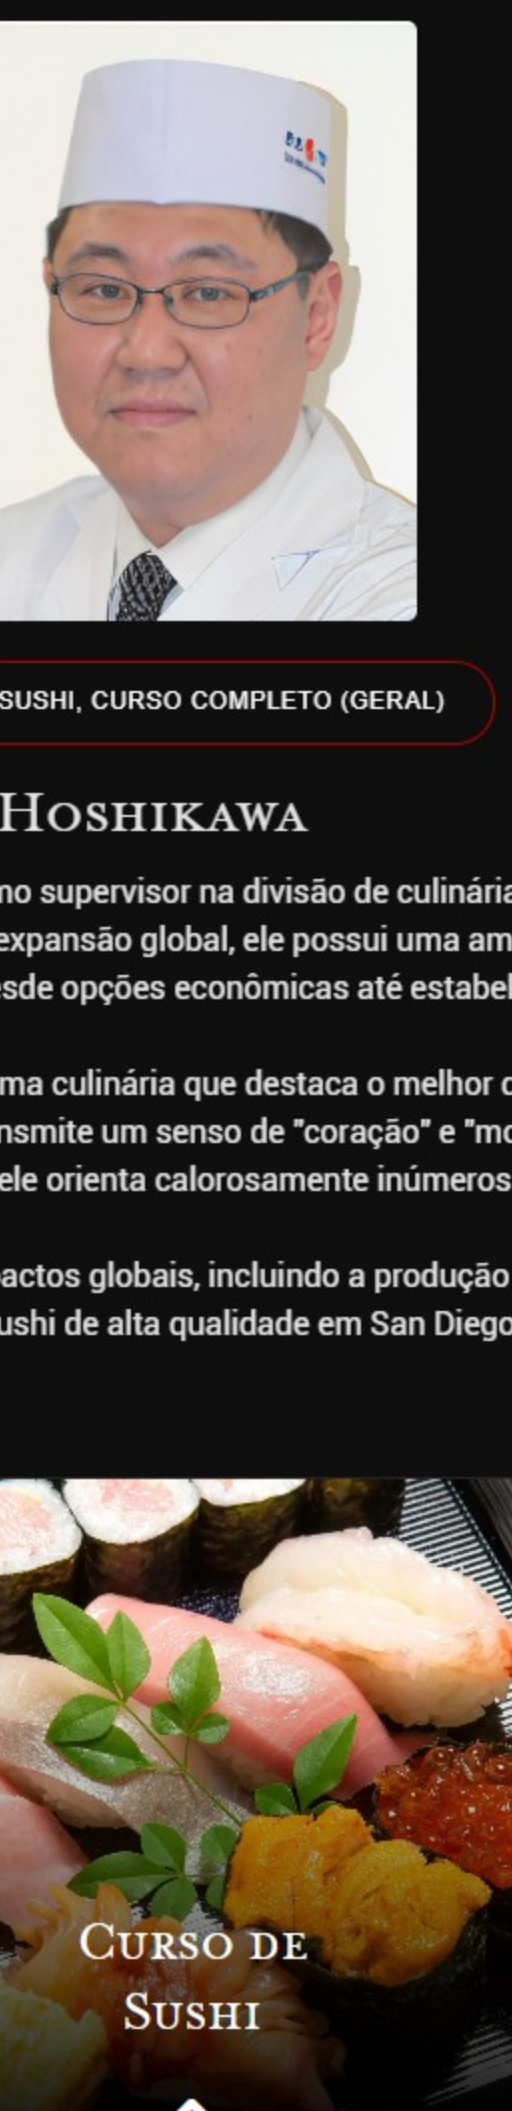 SUSHI, CURSO COMPLETO (GERAL)
HOSHIKAWA
mo supervisor na divisão de culinária
expansão global, ele possui uma am
esde opções econômicas até estabel
ma culinária que destaca o melhor d
nsmite um senso de "coração" e "mo
ele orienta calorosamente inúmeros
actos globais, incluindo a produção
ushi de alta qualidade em San Diego
CURSO DE
SUSHI